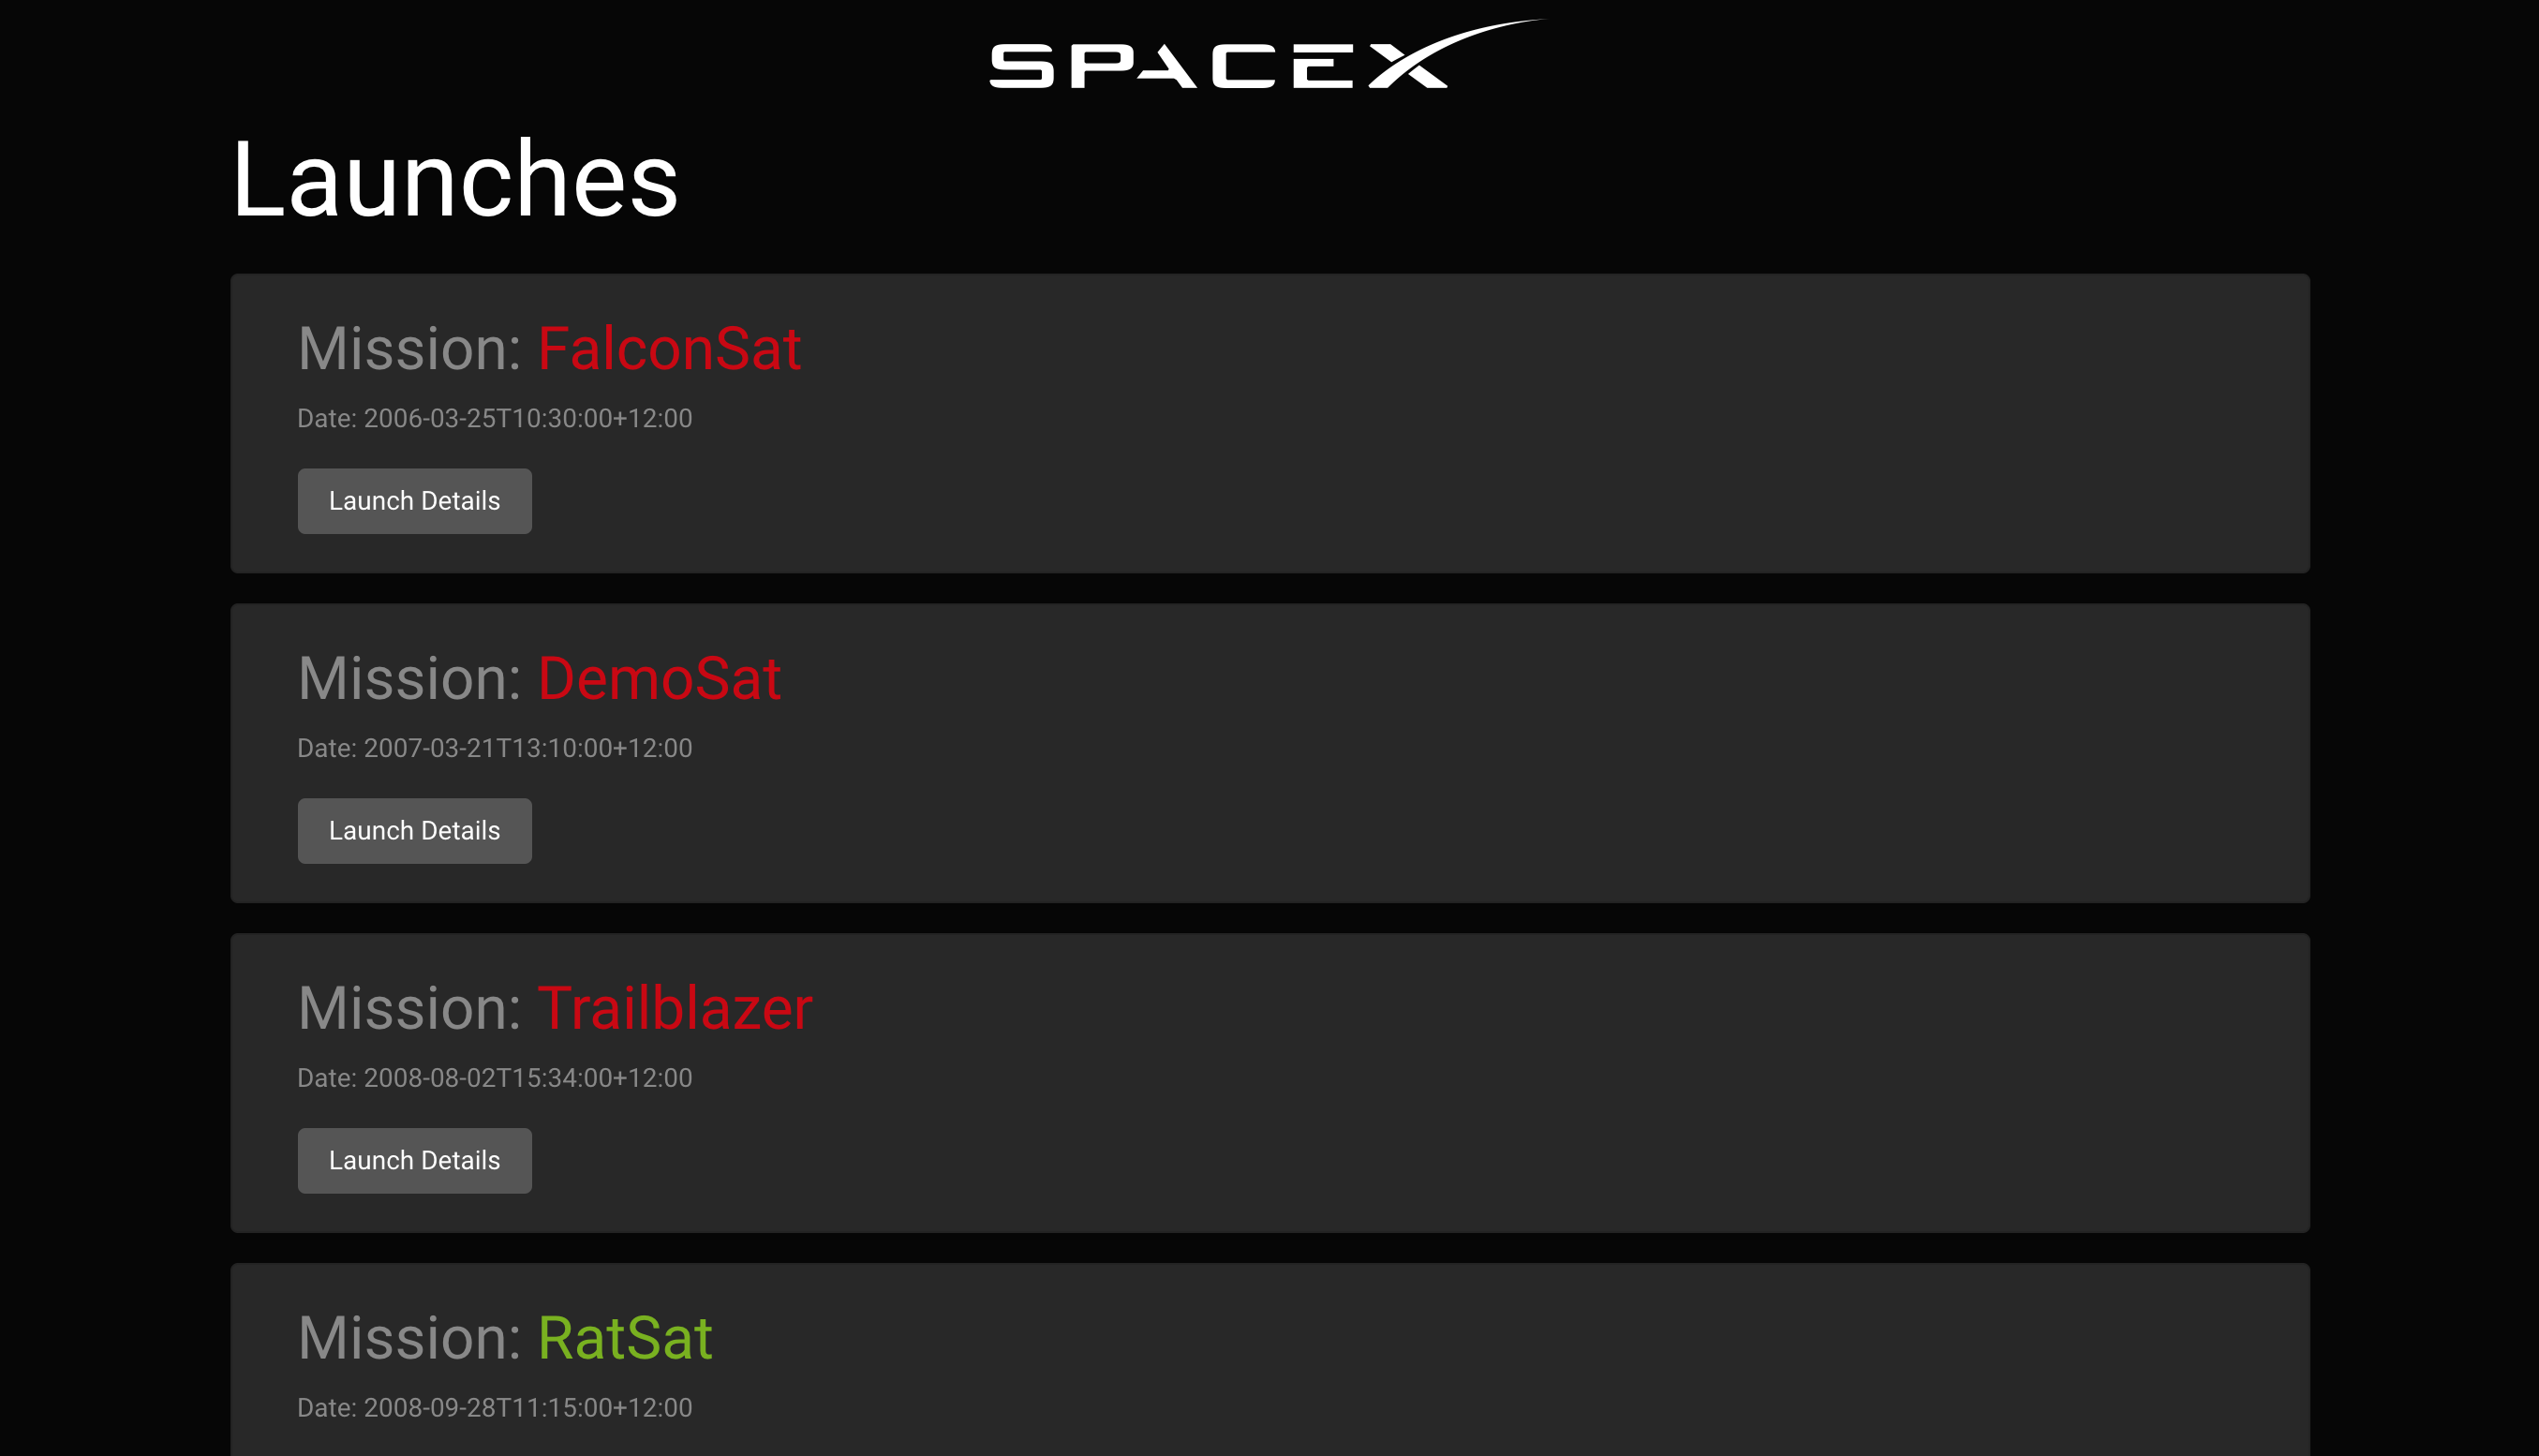 SPACEX
Launches
Mission: FalconSat
Date: 2006-03-25T10:30:00+12:00
Launch Details
Mission: DemoSat
Date: 2007-03-21T13:10:00+12:00
Launch Details
Mission: Trailblazer
Date: 2008-08-02T15:34:00+12:00
Launch Details
Mission: RatSat
Date: 2008-09-28T11:15:00+12:00